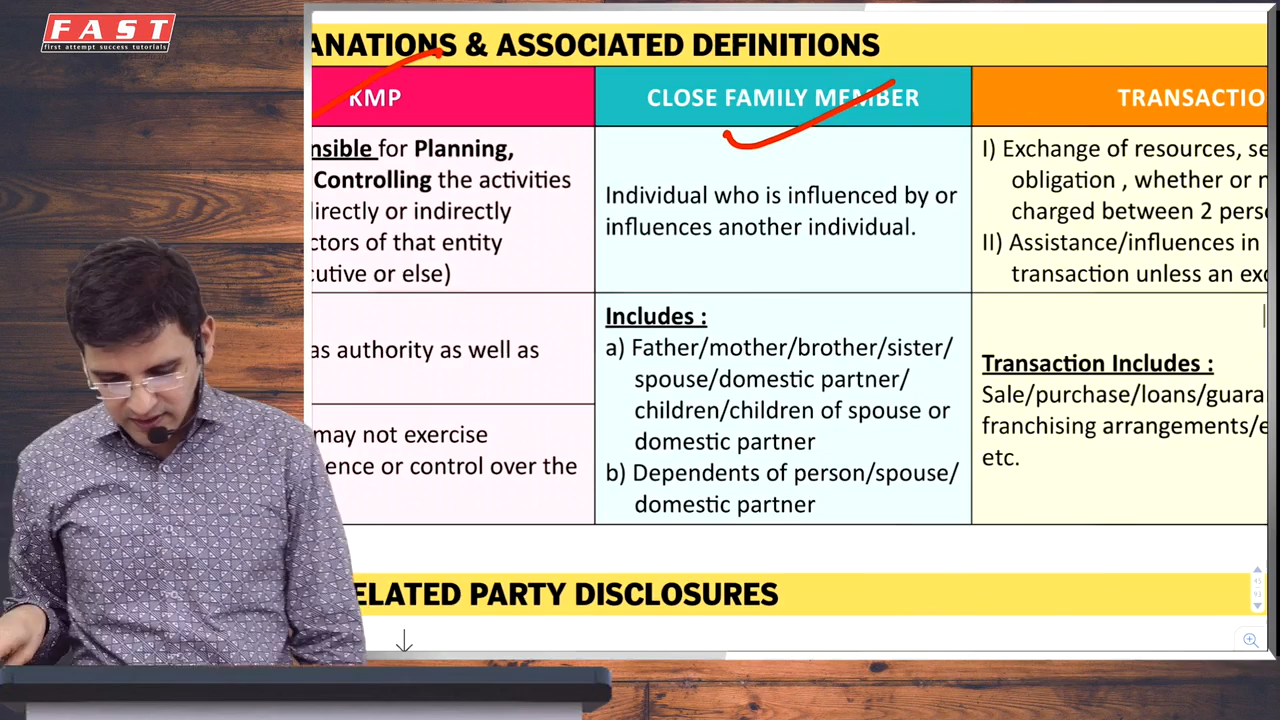 FAST
first attempt success tutorials
ANATIONS & ASSOCIATED DEFINITIONS
KMP
CLOSE FAMILY MEMBER
TRANSACTIO
nsible for Planning,
Controlling the activities
directly or indirectly
ctors of that entity
cutive or else)
as authority as well as
may not exercise
ence or control over the
Individual who is influenced by or
influences another individual.
Includes :
a) Father/mother/brother/sister/
spouse/domestic partner/
children/children of spouse or
domestic partner
b) Dependents of person/spouse/
domestic partner
I) Exchange of resources, se
obligation , whether or n
charged between 2 pers
II) Assistance/influences in
transaction unless an exc
Transaction Includes :
Sale/purchase/loans/guara
franchising arrangements/e
etc.
ELATED PARTY DISCLOSURES
45
93